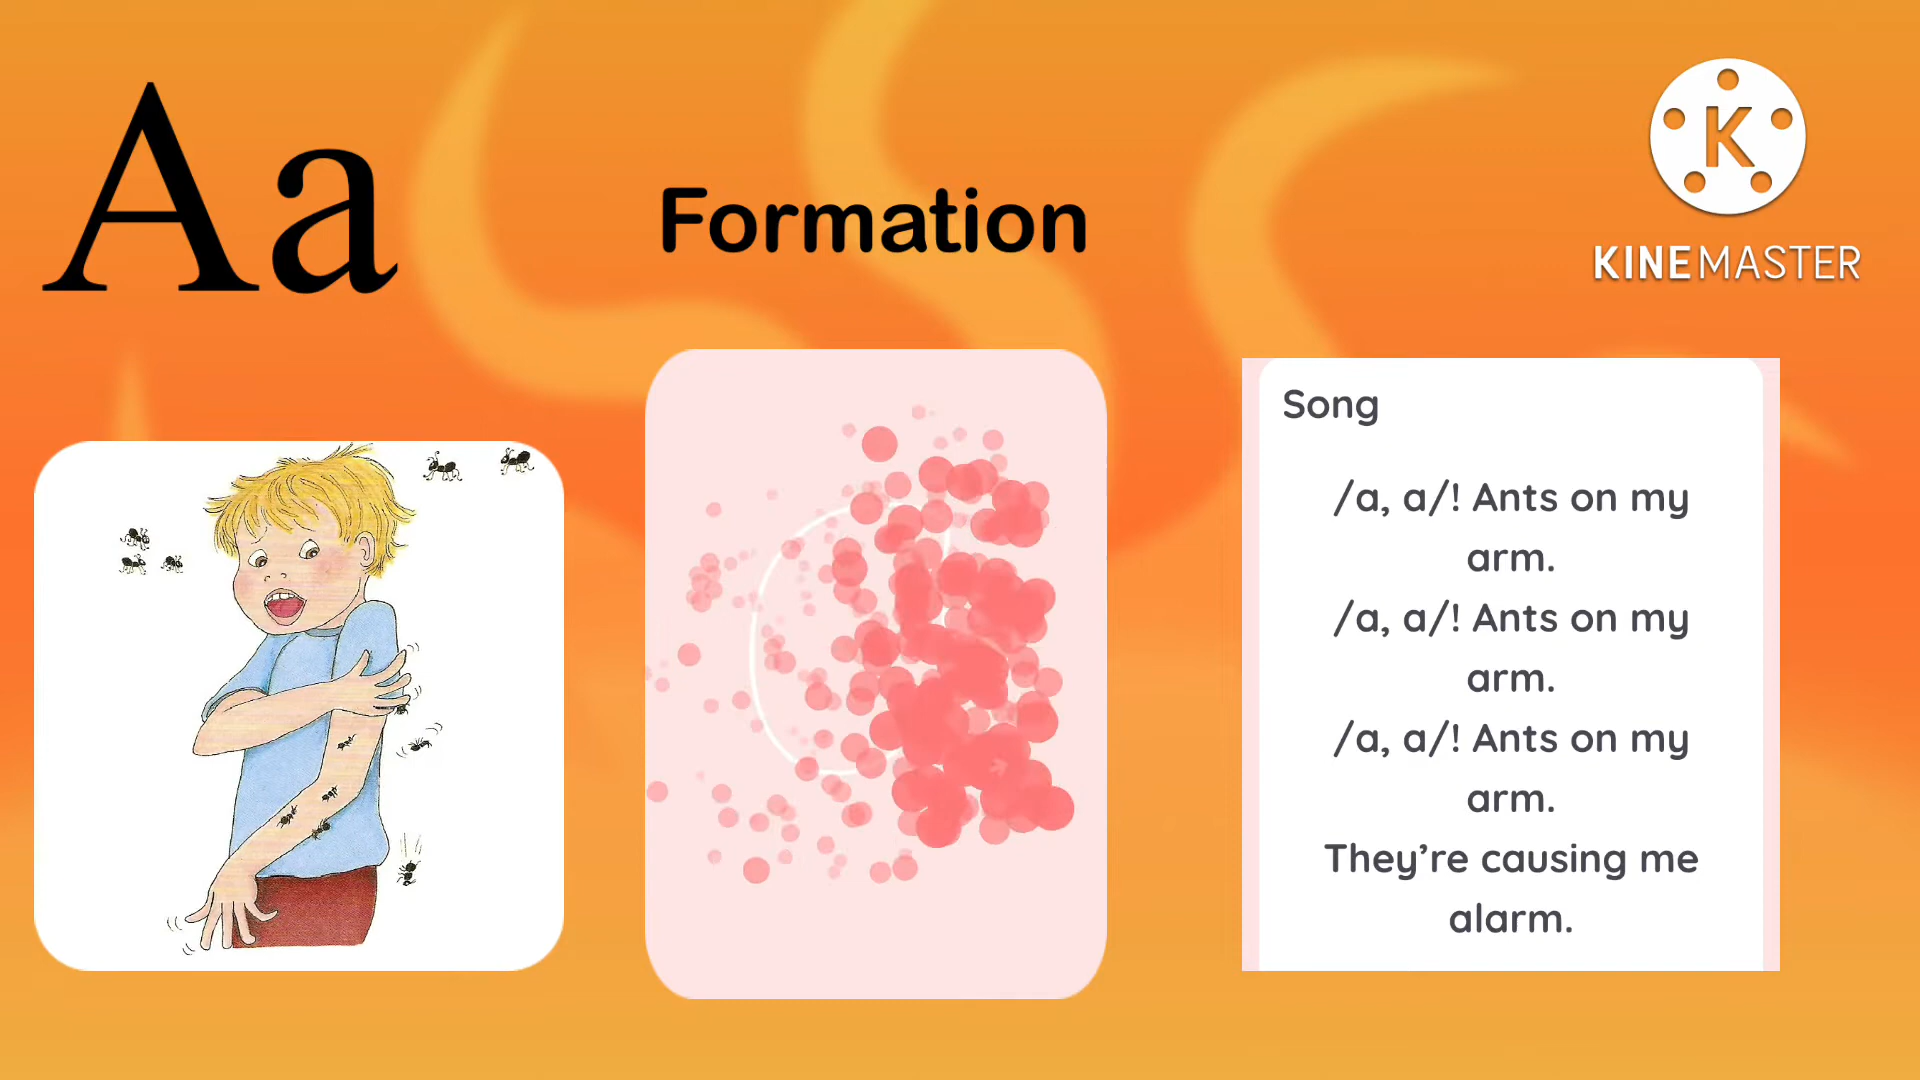 Aa
Formation
K
KINEMASTER
Song
/a, a/! Ants on my
arm.
/a, a/! Ants on my
arm.
/a, a/! Ants on my
arm.
They’re causing me
alarm.